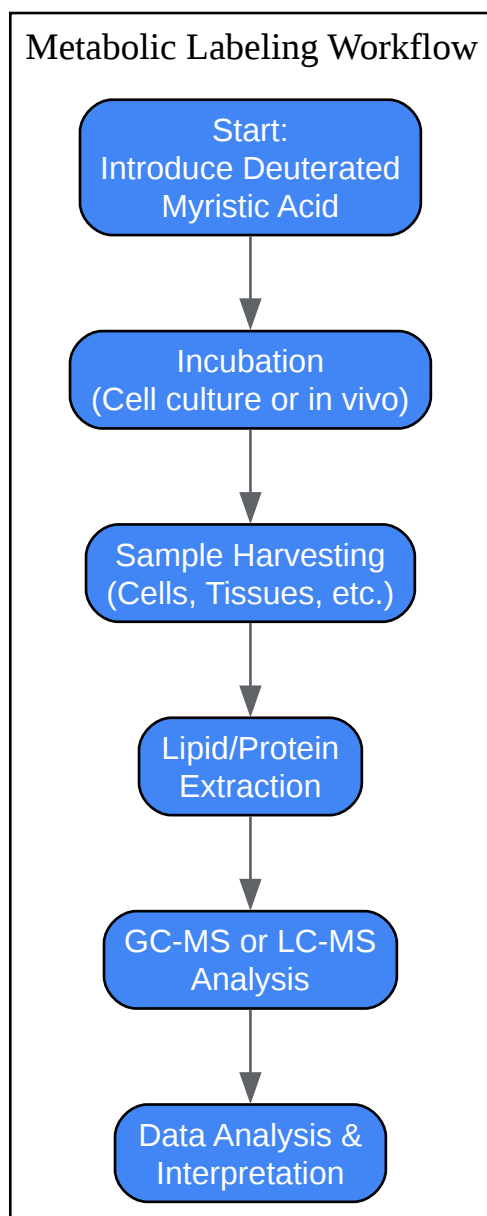 Metabolic Labeling Workflow
Start:
Introduce Deuterated
Myristic Acid
Incubation
(Cell culture or in vivo)
Sample Harvesting
(Cells, Tissues, etc.)
Lipid/Protein
Extraction
GC-MS or LC-MS
Analysis
Data Analysis &
Interpretation